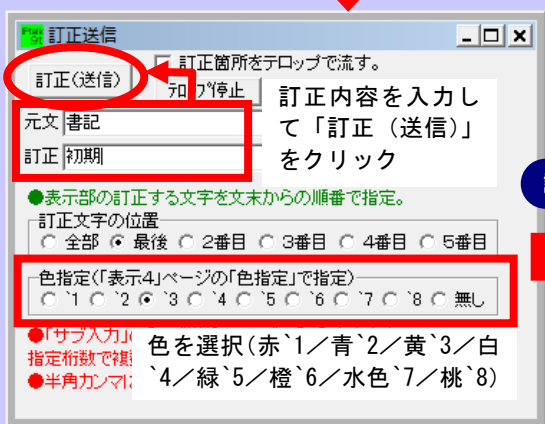 訂正送信
訂正箇所をテロップで流す。
訂正(送信)
ﾃﾛｯﾌﾟ停止
訂正内容を入力し
て「訂正(送信)」
をクリック
元文 書記
訂正 初期
●表示部の訂正する文字を文末からの順番で指定。
訂正文字の位置
全部 最後 2番目 3番目 4番目 5番目
色指定(「表示4」ページの「色指定」で指定)
`1 `2 `3 `4 `5 `6 `7 `8 無し
●「サブ入力」
指定桁数で複
●半角カンマに
色を選択(赤`1/青`2/黄`3/白
`4/緑`5/橙`6/水色`7/桃`8)